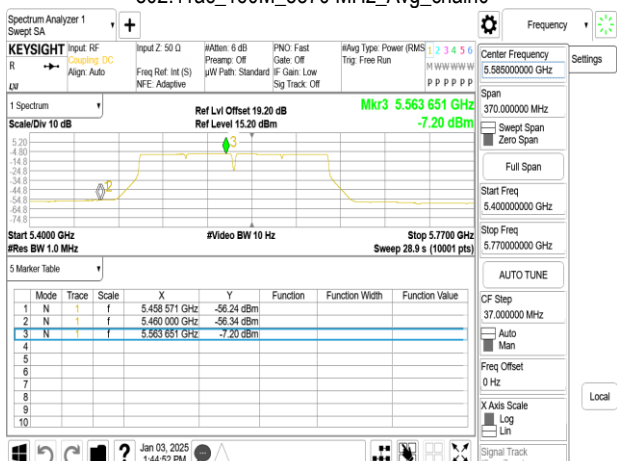 Spectrum Analyzer 1
Swept SA
+
Frequency
KEYSIGHT
Input: RF
Coupling: DC
Align: Auto
Input Z: 50 Ω
Freq Ref: Int (S)
NFE: Adaptive
#Atten: 6 dB
Preamp: Off
µW Path: Standard
PNO: Fast
Gate: Off
IF Gain: Low
Sig Track: Off
#Avg Type: Power (RMS
Trig: Free Run
1 2 3 4 5 6
M W W W W W
P P P P P P
R
LXI
1 Spectrum
Scale/Div 10 dB
Ref Lvl Offset 19.20 dB
Ref Level 15.20 dBm
Mkr3 5.563 651 GHz
-7.20 dBm
5.20
-4.80
-14.8
-24.8
-34.8
-44.8
-54.8
-64.8
-74.8
3
2
Start 5.4000 GHz
#Res BW 1.0 MHz
#Video BW 10 Hz
Stop 5.7700 GHz
Sweep 28.9 s (10001 pts)
5 Marker Table
Mode Trace Scale X Y Function Function Width Function Value
1 N 1 f 5.458 571 GHz -56.24 dBm
2 N 1 f 5.460 000 GHz -56.34 dBm
3 N 1 f 5.563 651 GHz -7.20 dBm
4
5
6
7
8
9
10
Jan 03, 2025
1:44:52 PM
Center Frequency
5.585000000 GHz
Settings
Span
370.000000 MHz
Swept Span
Zero Span
Full Span
Start Freq
5.400000000 GHz
Stop Freq
5.770000000 GHz
AUTO TUNE
CF Step
37.000000 MHz
Auto
Man
Freq Offset
0 Hz
X Axis Scale
Log
Lin
Local
Signal Track